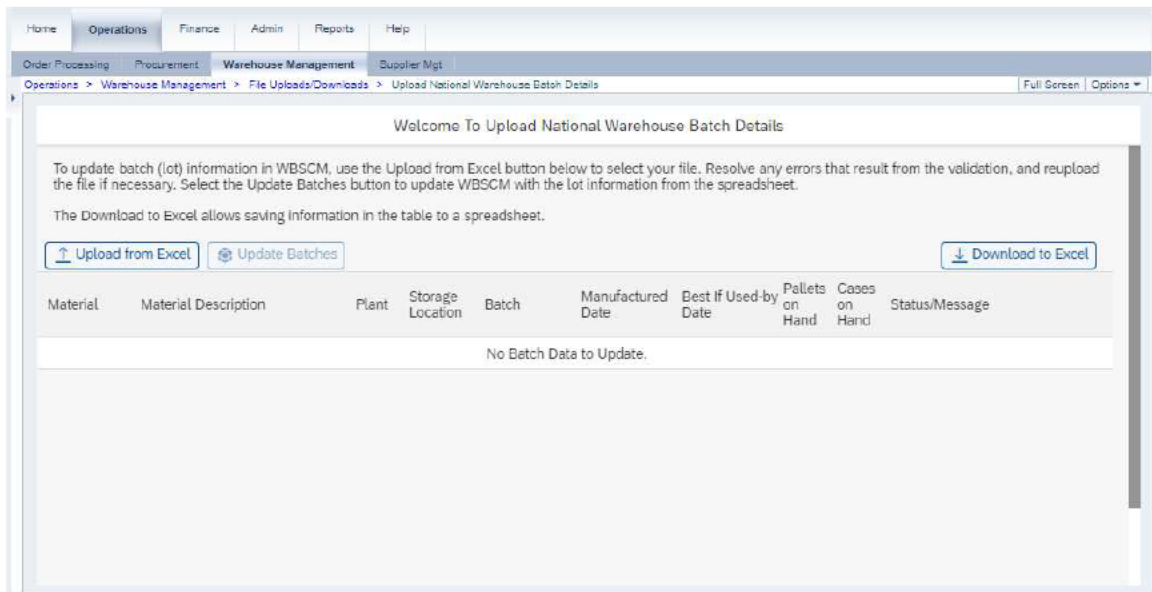 Home Operations Finance Admin Reports Help
Order Processing Procurement Warehouse Management Supplier Mgt
Operations > Warehouse Management > File Uploads/Downloads > Upload National Warehouse Batch Details Full Screen Options
Welcome To Upload National Warehouse Batch Details
To update batch (lot) information in WBSCM, use the Upload from Excel button below to select your file. Resolve any errors that result from the validation, and reupload
the file if necessary. Select the Update Batches button to update WBSCM with the lot information from the spreadsheet.
The Download to Excel allows saving information in the table to a spreadsheet.
Upload from Excel Update Batches Download to Excel
Material Material Description Plant Storage Location Batch Manufactured Date Best If Used-by Date Pallets on Hand Cases on Hand Status/Message
No Batch Data to Update.